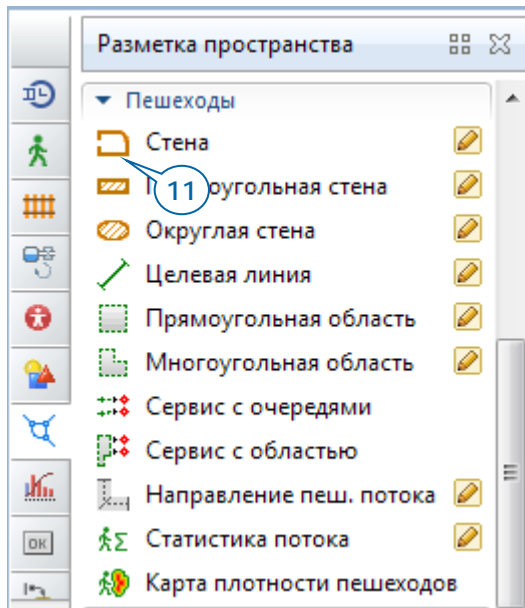 Разметка пространства
Пешеходы
Стена
11
оугольная стена
Округлая стена
Целевая линия
Прямоугольная область
Многоугольная область
Сервис с очередями
Сервис с областью
Направление пеш. потока
Статистика потока
Карта плотности пешеходов
OK